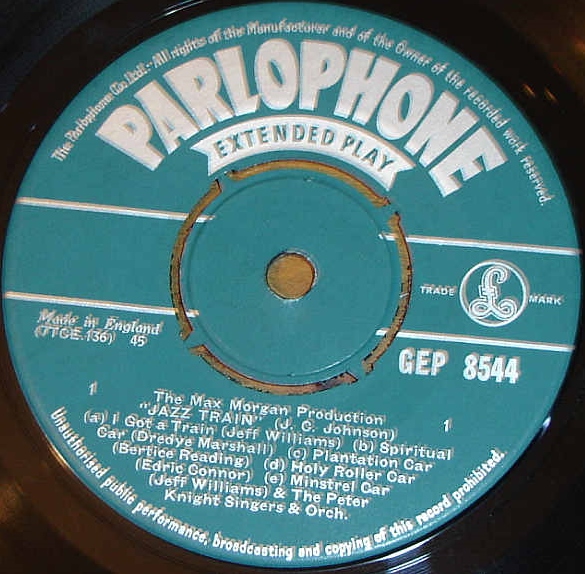 The Parlophone Co. Ltd. - All rights of the Manufacturer and of the Owner of the recorded work reserved.
PARLOPHONE
EXTENDED PLAY
TRADE £ MARK
Made in England
(7TCE.136) 45
GEP 8544
1 1
The Max Morgan Production
"JAZZ TRAIN" (J. C. Johnson)
(a) I Got a Train (Jeff Williams) (b) Spiritual
Car (Dredye Marshall) (c) Plantation Car
(Bertice Reading) (d) Holy Roller Car
(Edric Connor) (e) Minstrel Car
(Jeff Williams) & The Peter
Knight Singers & Orch.
Unauthorised public performance, broadcasting and copying of this record prohibited.